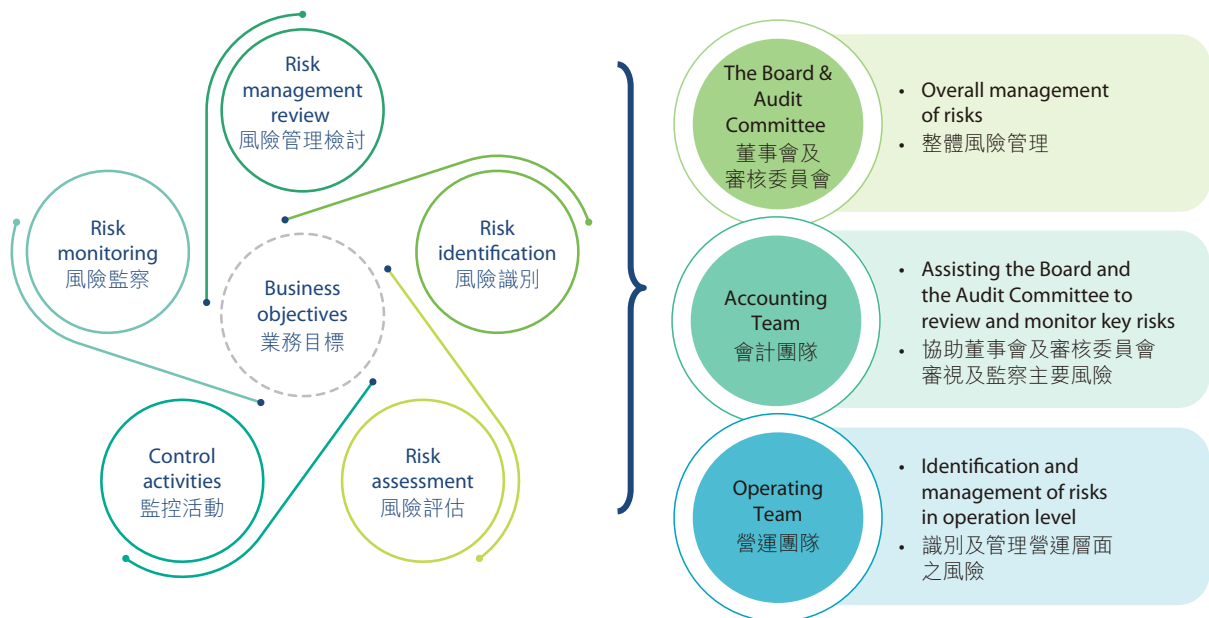 Risk
management
review
風險管理檢討
Risk
identification
風險識別
Risk
assessment
風險評估
Control
activities
監控活動
Risk
monitoring
風險監察
Business
objectives
業務目標
The Board &
Audit
Committee
董事會及
審核委員會
• Overall management
of risks
• 整體風險管理
Accounting
Team
會計團隊
• Assisting the Board and
the Audit Committee to
review and monitor key risks
• 協助董事會及審核委員會
審視及監察主要風險
Operating
Team
營運團隊
• Identification and
management of risks
in operation level
• 識別及管理營運層面
之風險